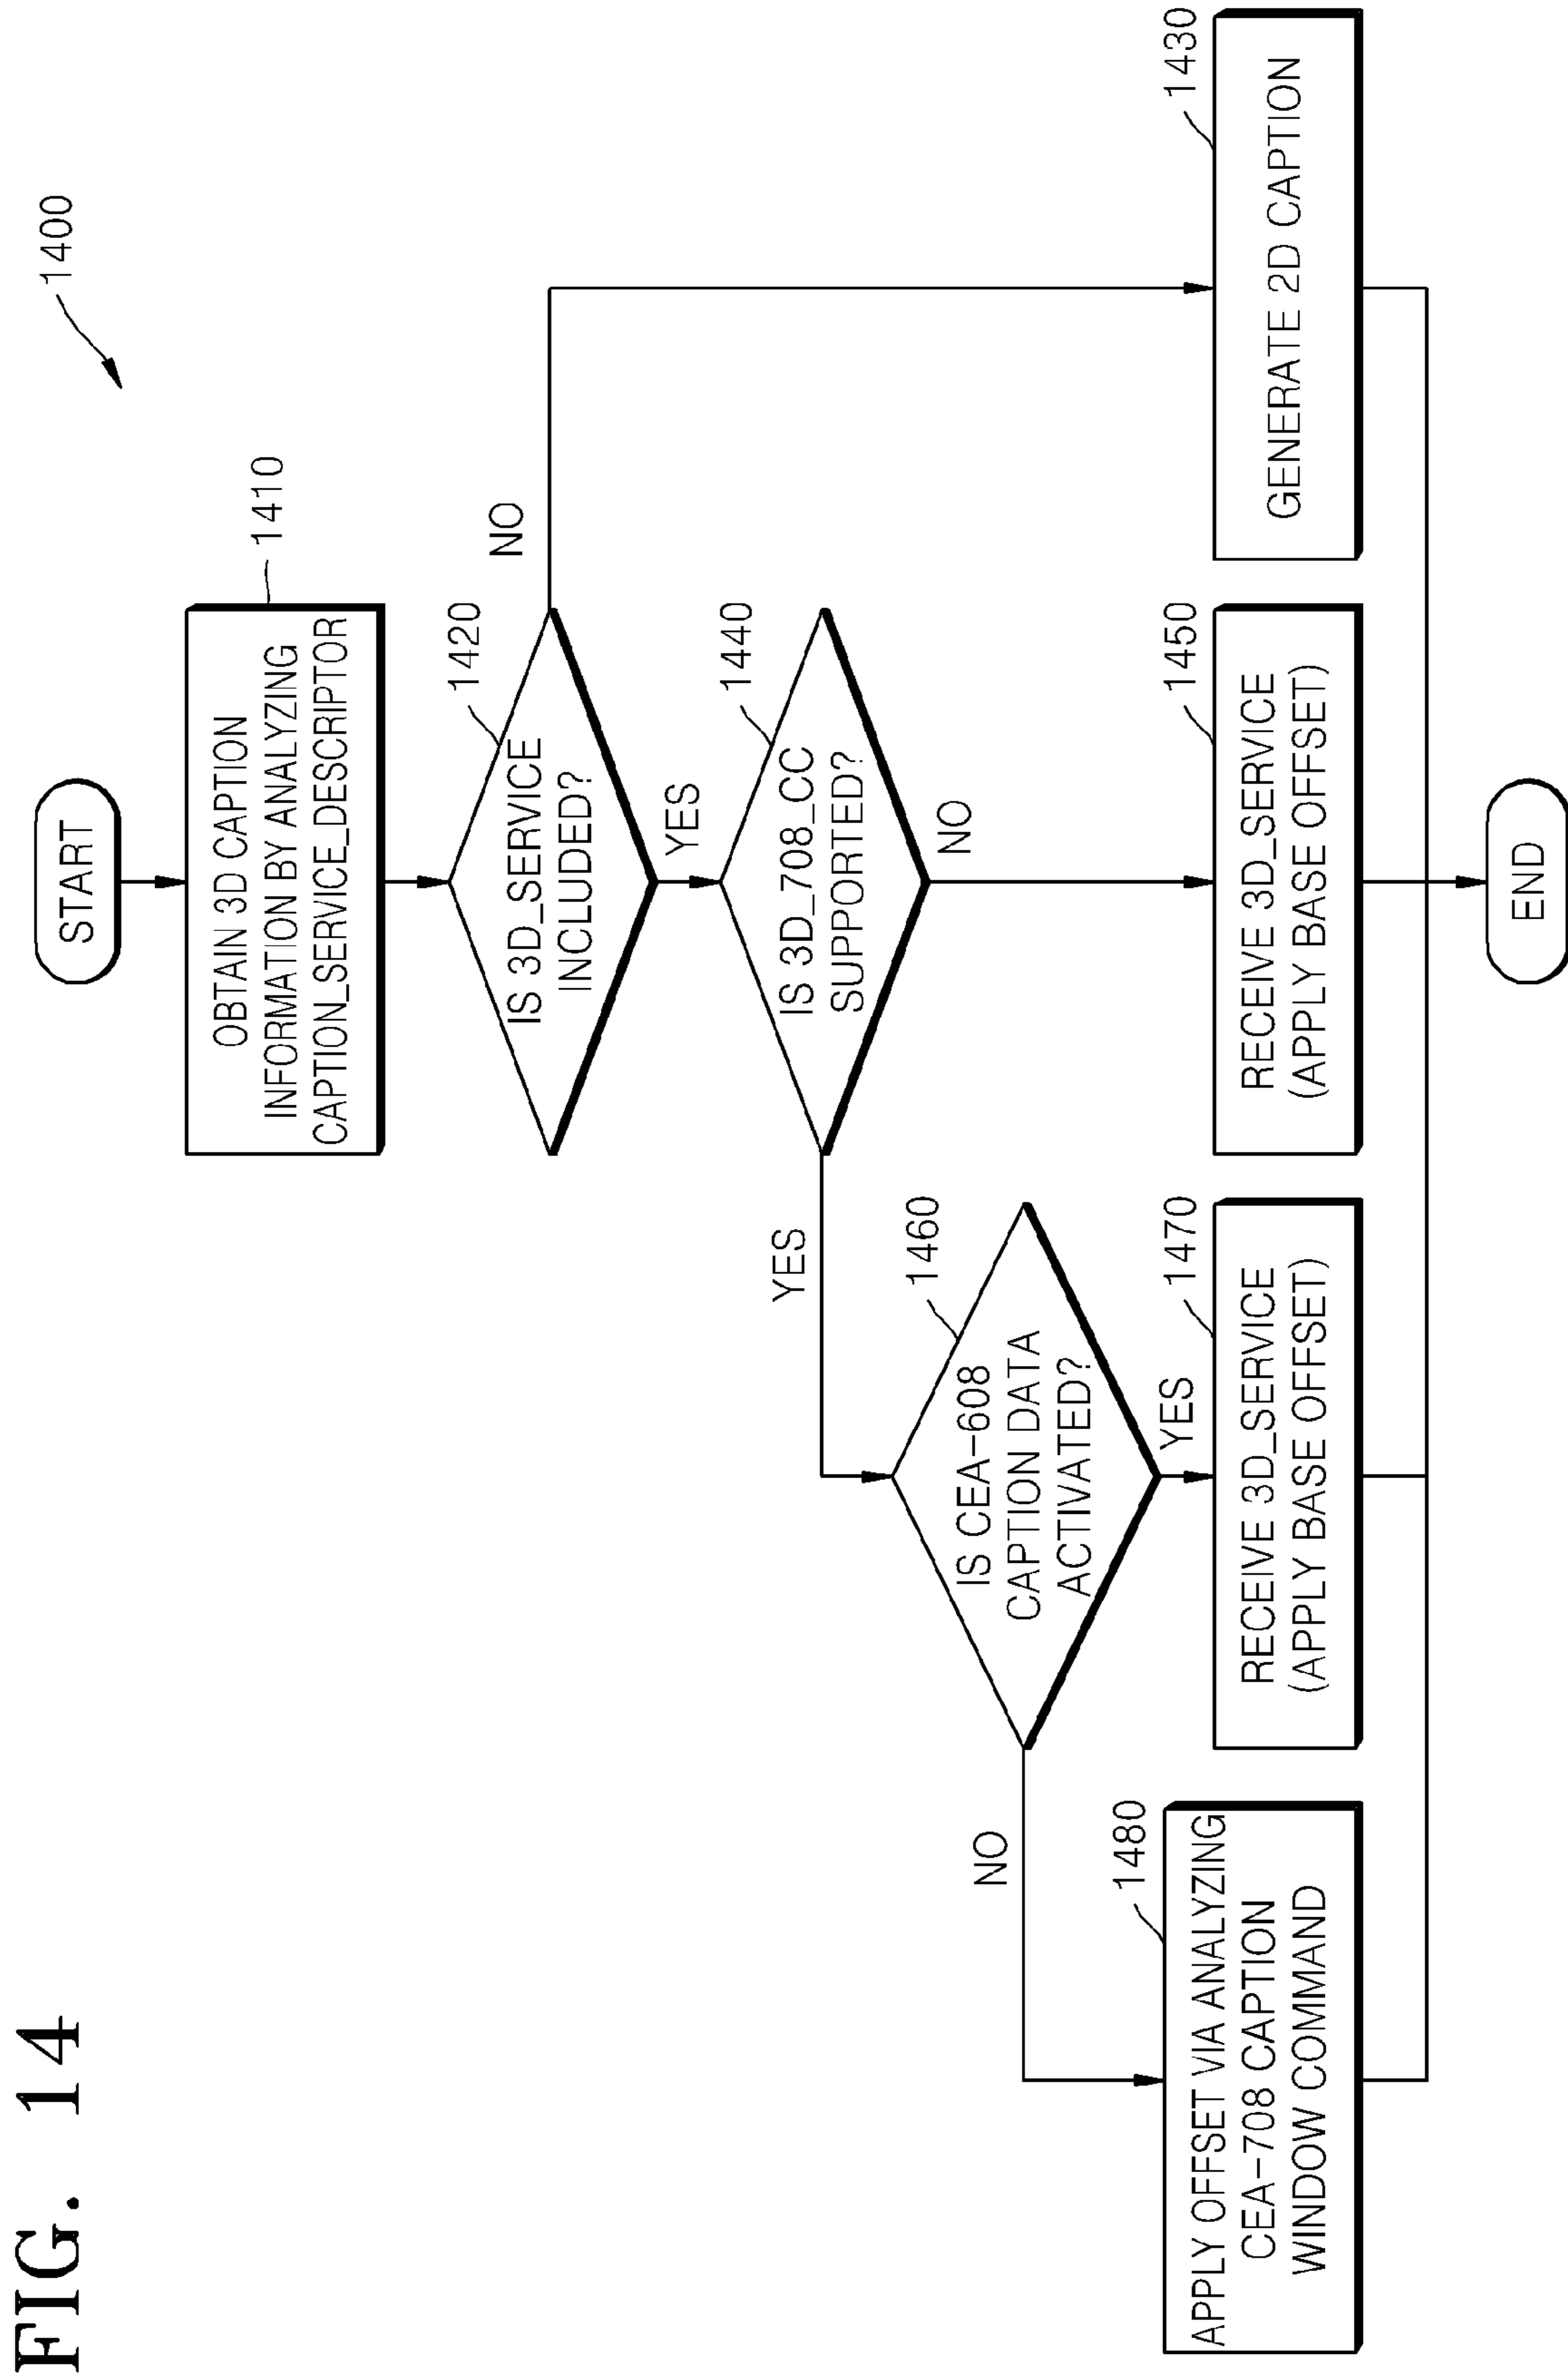 FIG. 14
1400
START
OBTAIN 3D CAPTION
INFORMATION BY ANALYZING
CAPTION_SERVICE_DESCRIPTOR
1410
IS 3D_SERVICE
INCLUDED?
1420
NO
YES
IS 3D_708_CC
SUPPORTED?
1440
YES
NO
IS CEA-608
CAPTION DATA
ACTIVATED?
1460
NO
YES
APPLY OFFSET VIA ANALYZING
CEA-708 CAPTION
WINDOW COMMAND
1480
RECEIVE 3D_SERVICE
(APPLY BASE OFFSET)
1470
RECEIVE 3D_SERVICE
(APPLY BASE OFFSET)
1450
GENERATE 2D CAPTION
1430
END